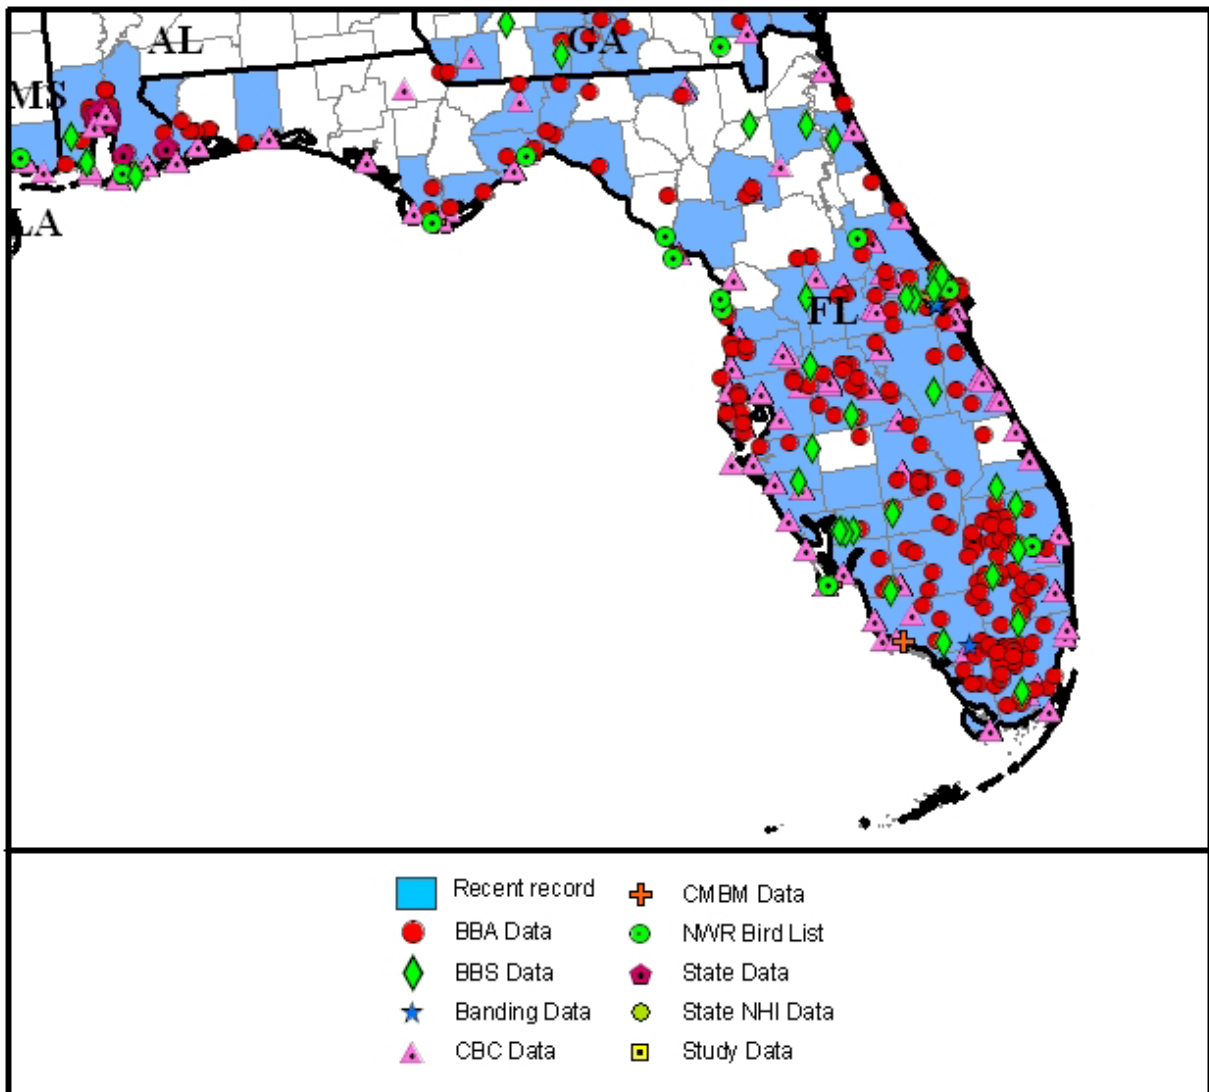 AL
GA
MS
LA
FL
Recent record
CMBM Data
BBA Data
NWR Bird List
BBS Data
State Data
Banding Data
State NHI Data
CBC Data
Study Data